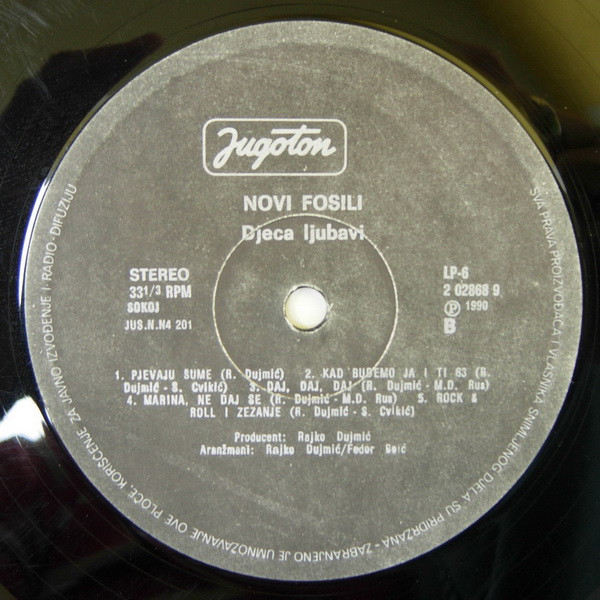 Jugoton
NOVI FOSILI
Djeca ljubavi
STEREO
33 1/3 RPM
SOKOJ
JUS.N.N4 201
LP-6
2 02868 9
℗ 1990
B
1. PJEVAJU ŠUME (R. Dujmić) 2. KAD BUDEMO JA I TI 63 (R.
Dujmić - S. Cvikić) 3. DAJ, DAJ, DAJ (R. Dujmić - M.D. Rus)
4. MARINA, NE DAJ SE (R. Dujmić - M.D. Rus) 5. ROCK &
ROLL I ZEZANJE (R. Dujmić - S. Cvikić)
Producent: Rajko Dujmić
Aranžmani: Rajko Dujmić/Fedor Boić
SVA PRAVA PROIZVOĐAČA I VLASNIKA SNIMLJENOG DJELA SU PRIDRŽANA - ZABRANJENO JE UMNOŽAVANJE OVE PLOČE, KORIŠĆENJE ZA JAVNO IZVOĐENJE I RADIO-DIFUZIJU